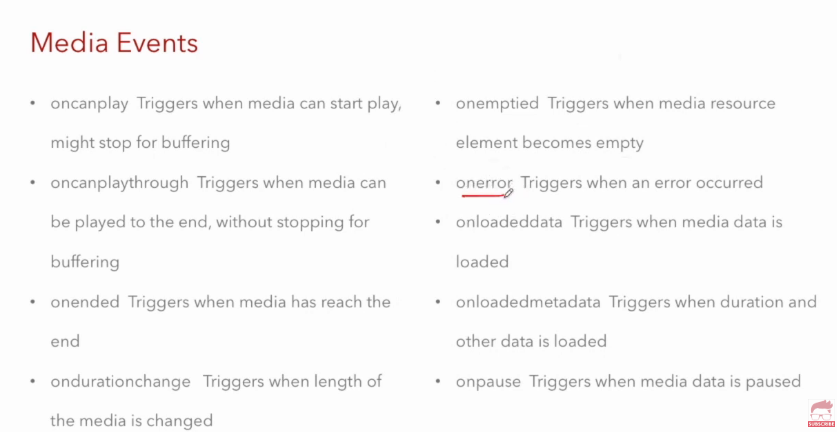 Media Events
• oncanplay Triggers when media can start play,
might stop for buffering
• oncanplaythrough Triggers when media can
be played to the end, without stopping for
buffering
• onended Triggers when media has reach the
end
• ondurationchange Triggers when length of
the media is changed
• onemptied Triggers when media resource
element becomes empty
• onerror Triggers when an error occurred
• onloadeddata Triggers when media data is
loaded
• onloadedmetadata Triggers when duration and
other data is loaded
• onpause Triggers when media data is paused
SUBSCRIBE